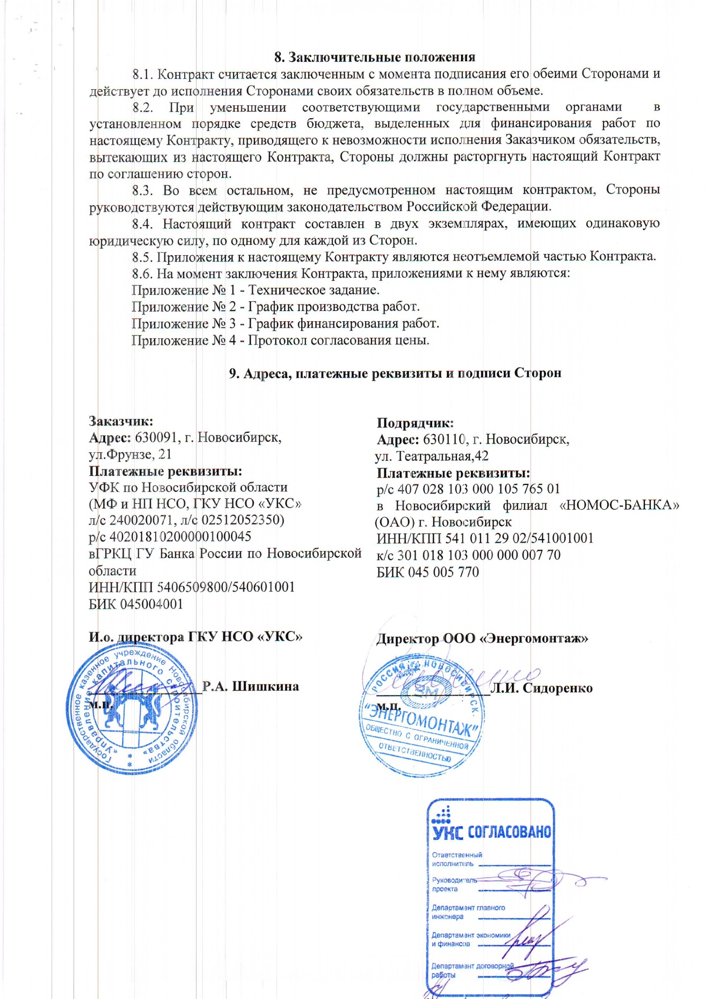 8. Заключительные положения
8.1. Контракт считается заключенным с момента подписания его обеими Сторонами и
действует до исполнения Сторонами своих обязательств в полном объеме.
8.2. При уменьшении соответствующими государственными органами в
установленном порядке средств бюджета, выделенных для финансирования работ по
настоящему Контракту, приводящего к невозможности исполнения Заказчиком обязательств,
вытекающих из настоящего Контракта, Стороны должны расторгнуть настоящий Контракт
по соглашению сторон.
8.3. Во всем остальном, не предусмотренном настоящим контрактом, Стороны
руководствуются действующим законодательством Российской Федерации.
8.4. Настоящий контракт составлен в двух экземплярах, имеющих одинаковую
юридическую силу, по одному для каждой из Сторон.
8.5. Приложения к настоящему Контракту являются неотъемлемой частью Контракта.
8.6. На момент заключения Контракта, приложениями к нему являются:
Приложение № 1 - Техническое задание.
Приложение № 2 - График производства работ.
Приложение № 3 - График финансирования работ.
Приложение № 4 - Протокол согласования цены.
9. Адреса, платежные реквизиты и подписи Сторон
Заказчик:
Адрес: 630091, г. Новосибирск,
ул.Фрунзе, 21
Платежные реквизиты:
УФК по Новосибирской области
(МФ и НП НСО, ГКУ НСО «УКС»
л/с 240020071, л/с 02512052350)
р/с 40201810200000100045
вГРКЦ ГУ Банка России по Новосибирской
области
ИНН/КПП 5406509800/540601001
БИК 045004001
И.о. директора ГКУ НСО «УКС»
Р.А. Шишкина
м.п.
Государственное казенное учреждение Новосибирской области
«Управление капитального строительства»
Подрядчик:
Адрес: 630110, г. Новосибирск,
ул. Театральная,42
Платежные реквизиты:
р/с 407 028 103 000 105 765 01
в Новосибирский филиал «НОМОС-БАНКА»
(ОАО) г. Новосибирск
ИНН/КПП 541 011 29 02/541001001
к/с 301 018 103 000 000 007 70
БИК 045 005 770
Директор ООО «Энергомонтаж»
Л.И. Сидоренко
м.п.
РОССИЯ г. НОВОСИБИРСК.
ЭМ
"ЭНЕРГОМОНТАЖ"
ОБЩЕСТВО С ОГРАНИЧЕННОЙ
ОТВЕТСТВЕННОСТЬЮ
УКС СОГЛАСОВАНО
Ответственный
исполнитель
Руководитель
проекта
Департамент главного
инженера
Департамент экономики
и финансов
Департамент договорной
работы